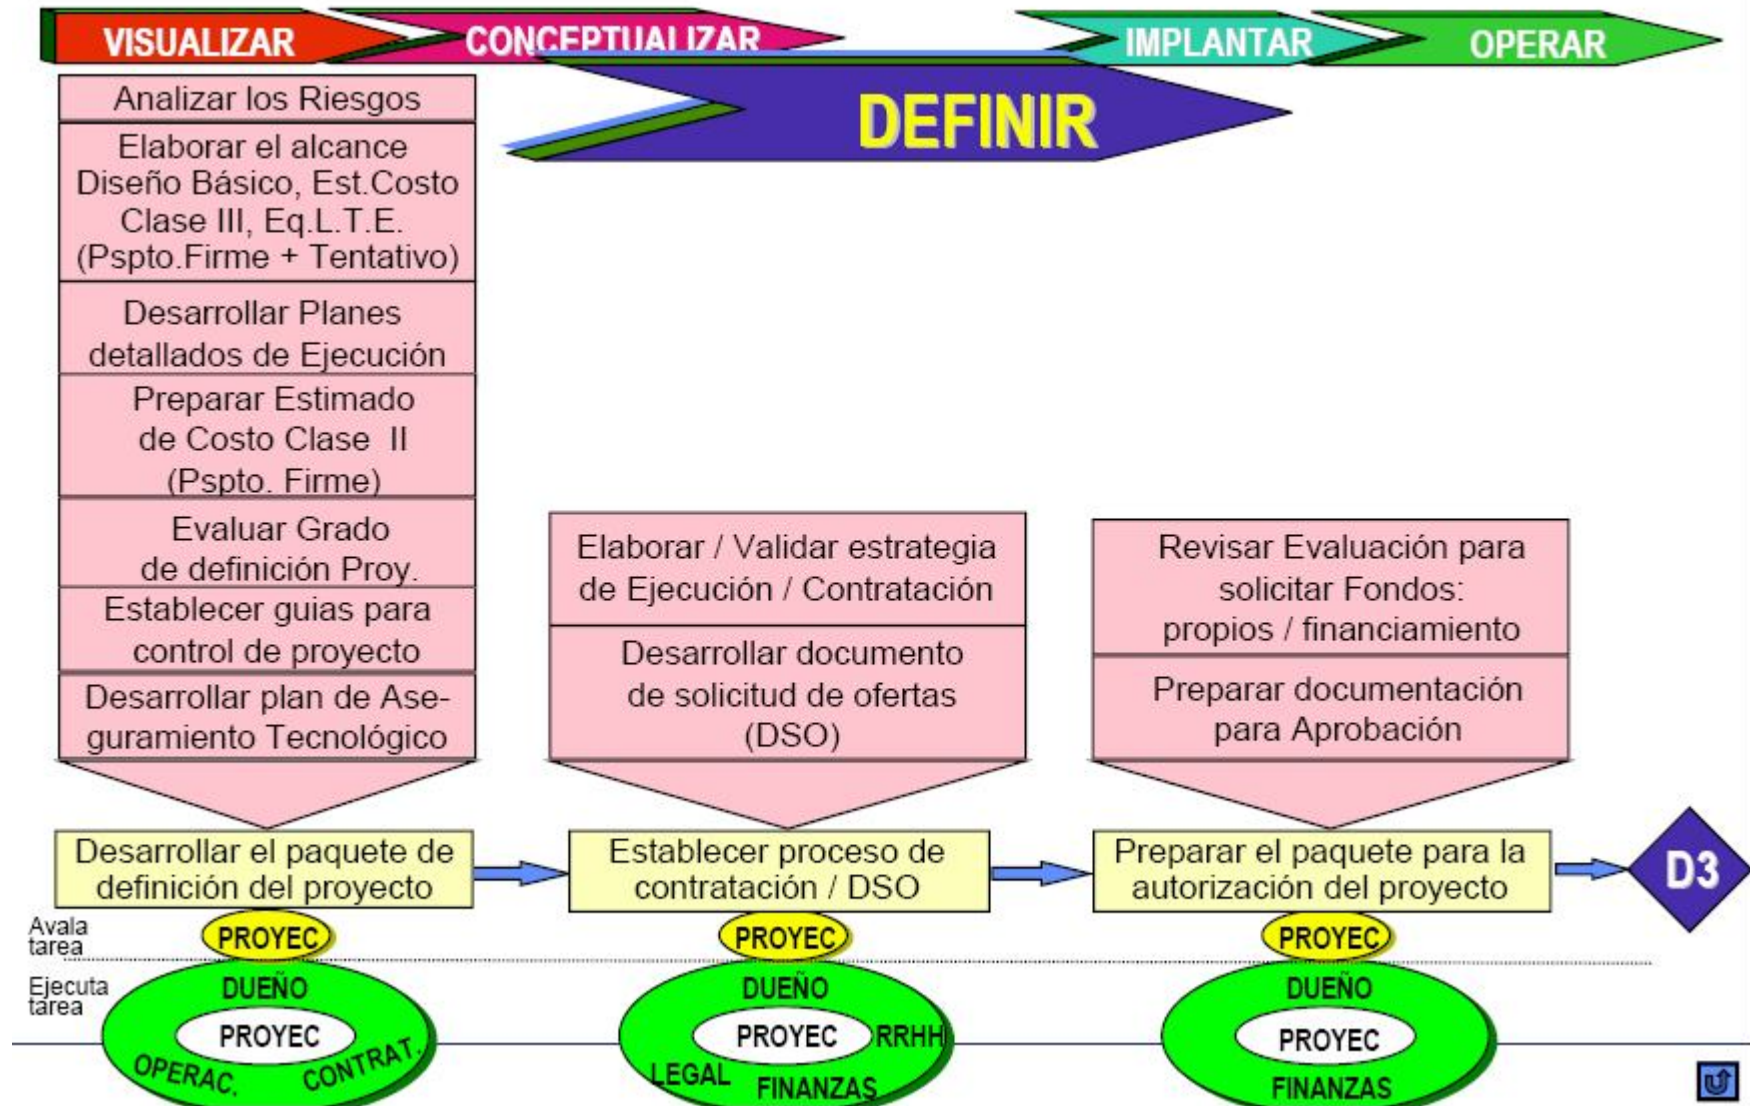 VISUALIZAR
CONCEPTUALIZAR
IMPLANTAR
OPERAR
DEFINIR
Analizar los Riesgos
Elaborar el alcance
Diseño Básico, Est.Costo
Clase III, Eq.L.T.E.
(Pspto.Firme + Tentativo)
Desarrollar Planes
detallados de Ejecución
Preparar Estimado
de Costo Clase II
(Pspto. Firme)
Evaluar Grado
de definición Proy.
Establecer guias para
control de proyecto
Desarrollar plan de Ase-
guramiento Tecnológico
Elaborar / Validar estrategia
de Ejecución / Contratación
Desarrollar documento
de solicitud de ofertas
(DSO)
Revisar Evaluación para
solicitar Fondos:
propios / financiamiento
Preparar documentación
para Aprobación
Desarrollar el paquete de
definición del proyecto
Establecer proceso de
contratación / DSO
Preparar el paquete para la
autorización del proyecto
D3
Avala
tarea
PROYEC
PROYEC
PROYEC
Ejecuta
tarea
DUEÑO
PROYEC
OPERAC.
CONTRAT.
DUEÑO
PROYEC
RRHH
LEGAL
FINANZAS
DUEÑO
PROYEC
FINANZAS